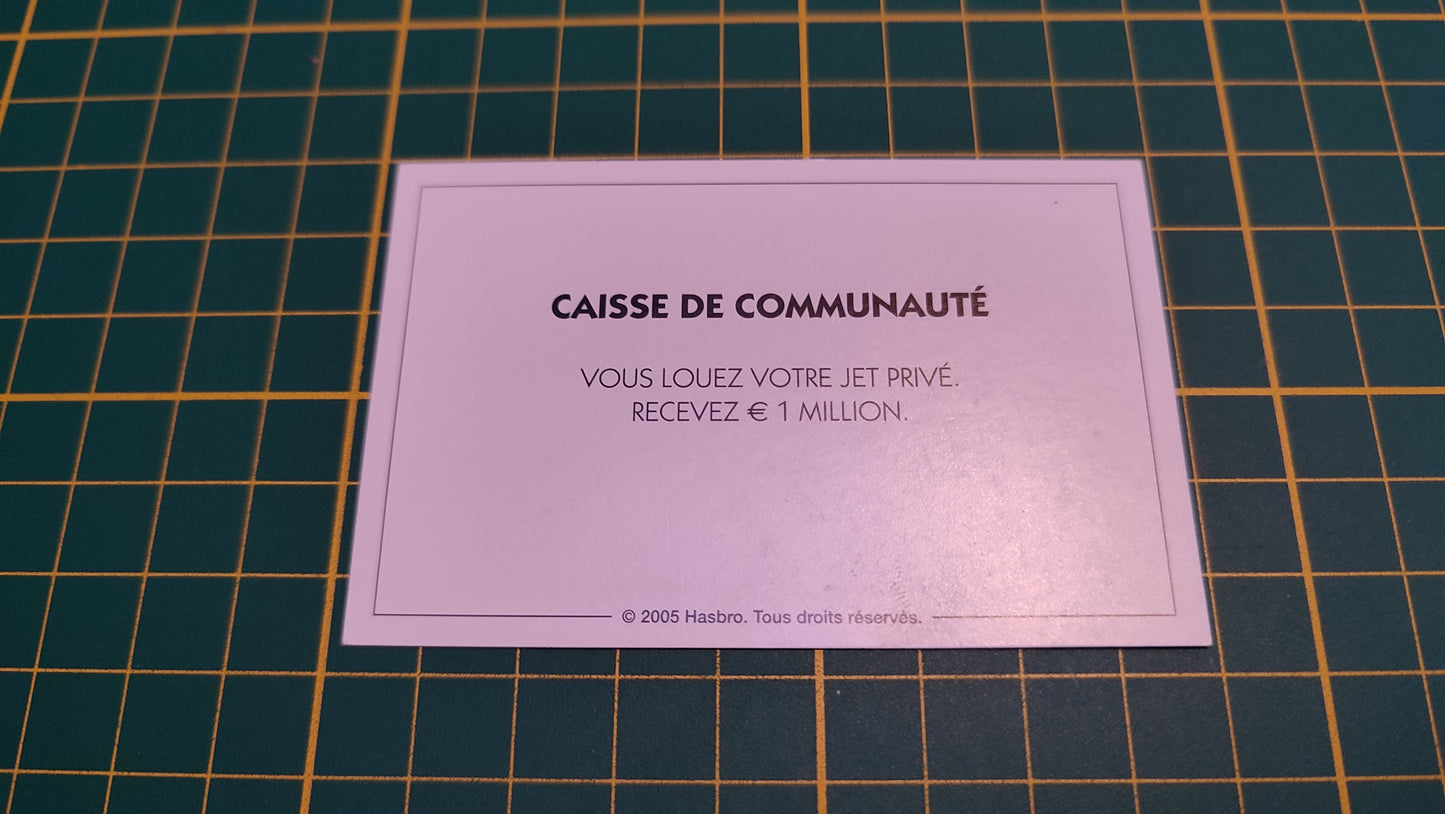 CAISSE DE COMMUNAUTÉ
VOUS LOUEZ VOTRE JET PRIVÉ.
RECEVEZ € 1 MILLION.
© 2005 Hasbro. Tous droits réservés.